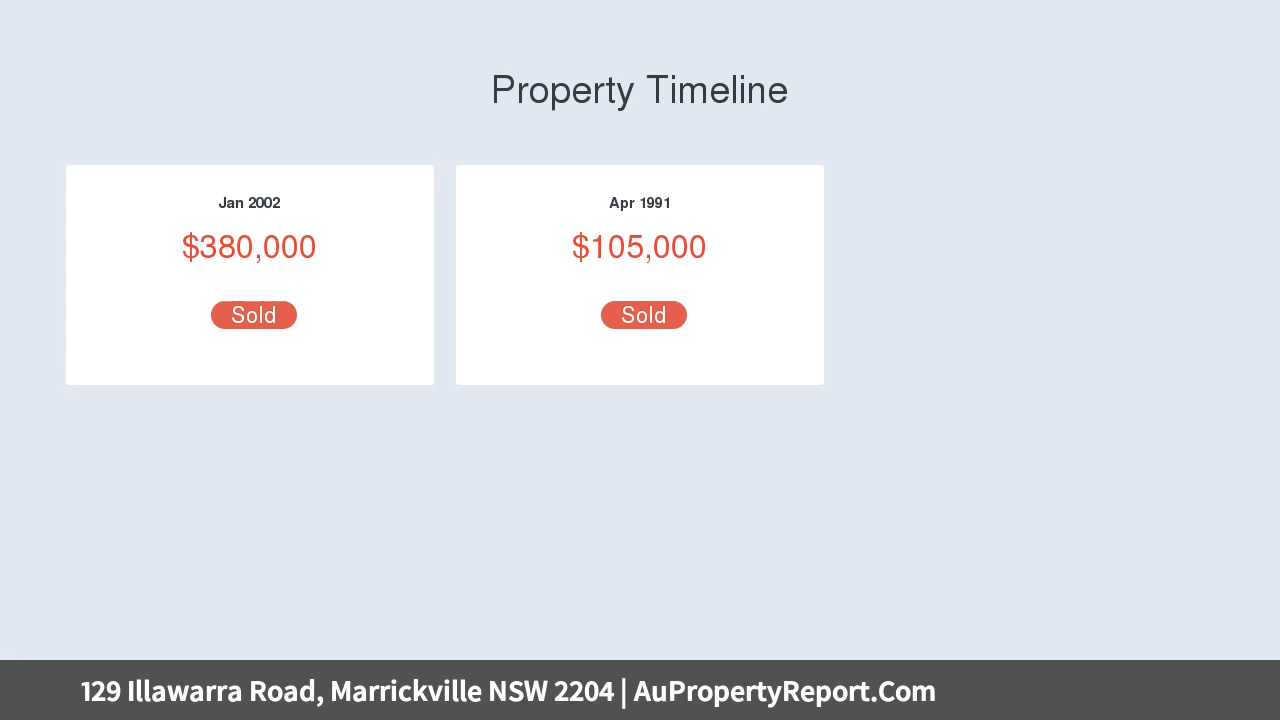 Property Timeline
Jan 2002
$380,000
Sold
Apr 1991
$105,000
Sold
129 Illawarra Road, Marrickville NSW 2204 | AuPropertyReport.Com